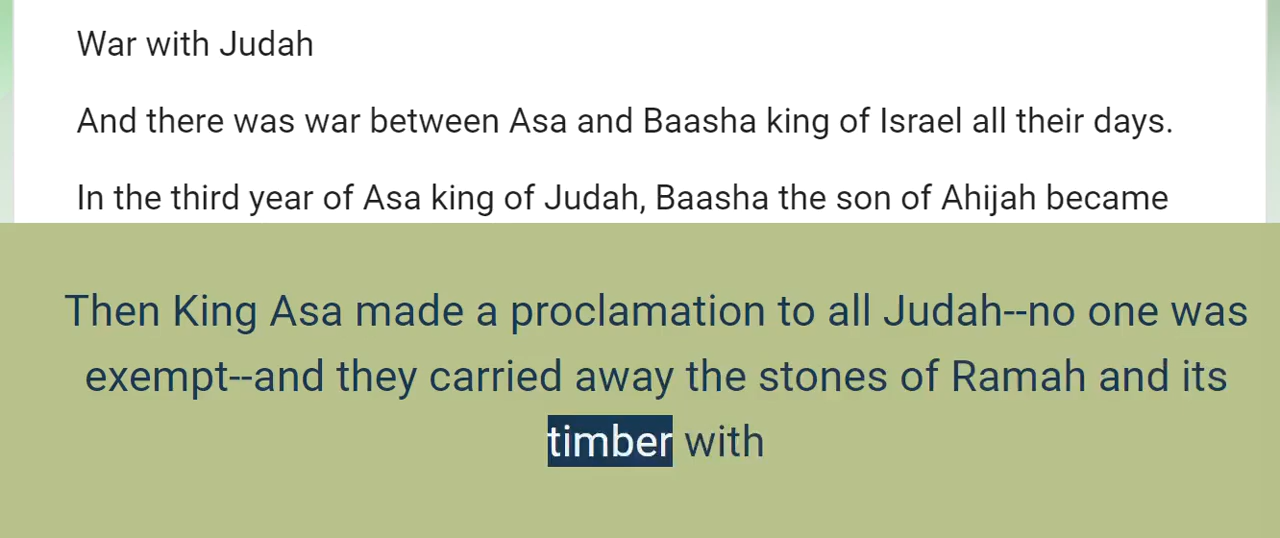 War with Judah
And there was war between Asa and Baasha king of Israel all their days.
In the third year of Asa king of Judah, Baasha the son of Ahijah became
Then King Asa made a proclamation to all Judah--no one was
exempt--and they carried away the stones of Ramah and its
timber with